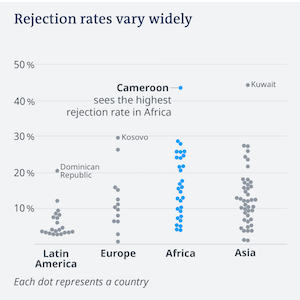 Rejection rates vary widely
50 %
Cameroon
Kuwait
40 %
sees the highest
rejection rate in Africa
30 %
Kosovo
20 %
Dominican
Republic
10 %
Latin
America
Europe
Africa
Asia
Each dot represents a country